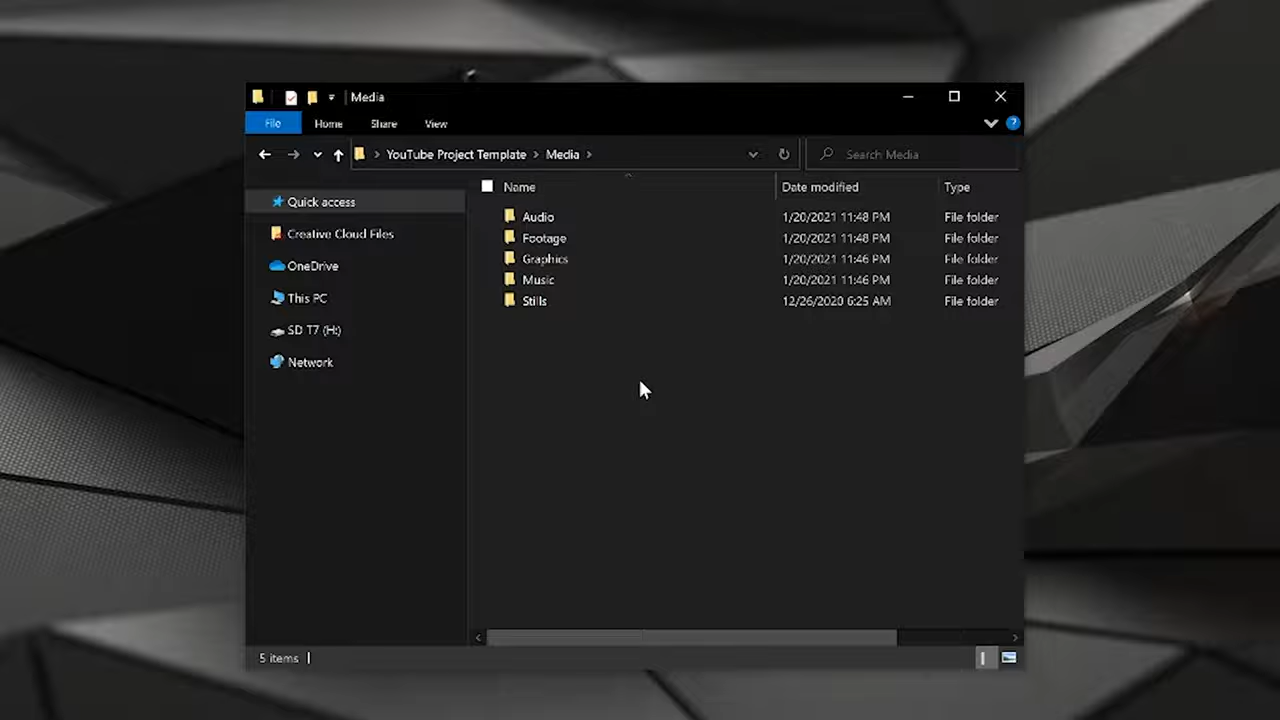 Media
File Home Share View
YouTube Project Template Media Search Media
Name Date modified Type
Quick access
Creative Cloud Files
OneDrive
This PC
SD T7 (H:)
Network
Audio 1/20/2021 11:48 PM File folder
Footage 1/20/2021 11:48 PM File folder
Graphics 1/20/2021 11:46 PM File folder
Music 1/20/2021 11:46 PM File folder
Stills 12/26/2020 6:25 AM File folder
5 items